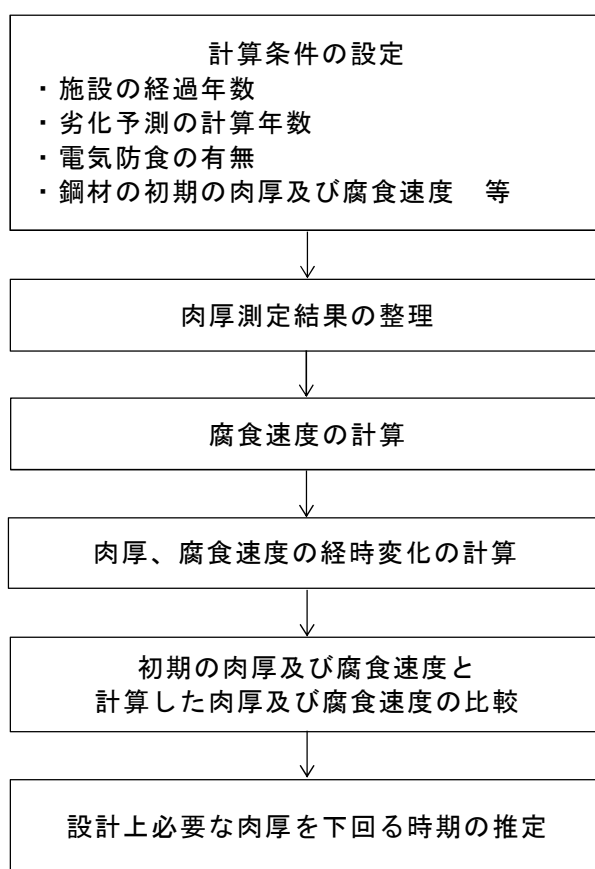 計算条件の設定
・施設の経過年数
・劣化予測の計算年数
・電気防食の有無
・鋼材の初期の肉厚及び腐食速度　等
肉厚測定結果の整理
腐食速度の計算
肉厚、腐食速度の経時変化の計算
初期の肉厚及び腐食速度と
計算した肉厚及び腐食速度の比較
設計上必要な肉厚を下回る時期の推定